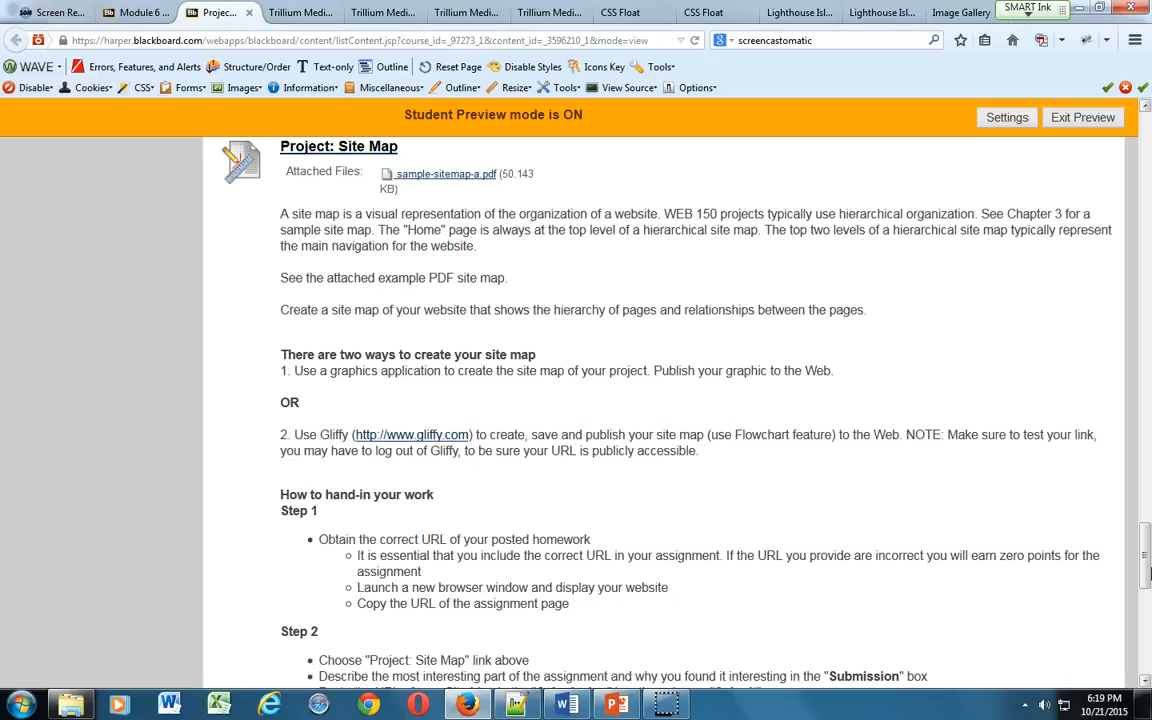 Screen Re...
Module 6 ...
Projec...
Trillium Medi...
Trillium Medi...
Trillium Medi...
Trillium Medi...
CSS Float
CSS Float
Lighthouse Isl...
Lighthouse Isl...
Image Gallery
SMART Ink
https://harper.blackboard.com/webapps/blackboard/content/listContent.jsp?course_id=_97273_1&content_id=_3596210_1&mode=view
screencastomatic
WAVE
Errors, Features, and Alerts
Structure/Order
Text-only
Outline
Reset Page
Disable Styles
Icons Key
Tools
Disable
Cookies
CSS
Forms
Images
Information
Miscellaneous
Outline
Resize
Tools
View Source
Options
Student Preview mode is ON
Settings
Exit Preview
Project: Site Map
Attached Files:
sample-sitemap-a.pdf (50.143
KB)
A site map is a visual representation of the organization of a website. WEB 150 projects typically use hierarchical organization. See Chapter 3 for a
sample site map. The "Home" page is always at the top level of a hierarchical site map. The top two levels of a hierarchical site map typically represent
the main navigation for the website.
See the attached example PDF site map.
Create a site map of your website that shows the hierarchy of pages and relationships between the pages.
There are two ways to create your site map
1. Use a graphics application to create the site map of your project. Publish your graphic to the Web.
OR
2. Use Gliffy (http://www.gliffy.com) to create, save and publish your site map (use Flowchart feature) to the Web. NOTE: Make sure to test your link,
you may have to log out of Gliffy, to be sure your URL is publicly accessible.
How to hand-in your work
Step 1
Obtain the correct URL of your posted homework
It is essential that you include the correct URL in your assignment. If the URL you provide are incorrect you will earn zero points for the
assignment
Launch a new browser window and display your website
Copy the URL of the assignment page
Step 2
Choose "Project: Site Map" link above
Describe the most interesting part of the assignment and why you found it interesting in the "Submission" box
6:19 PM
10/21/2015